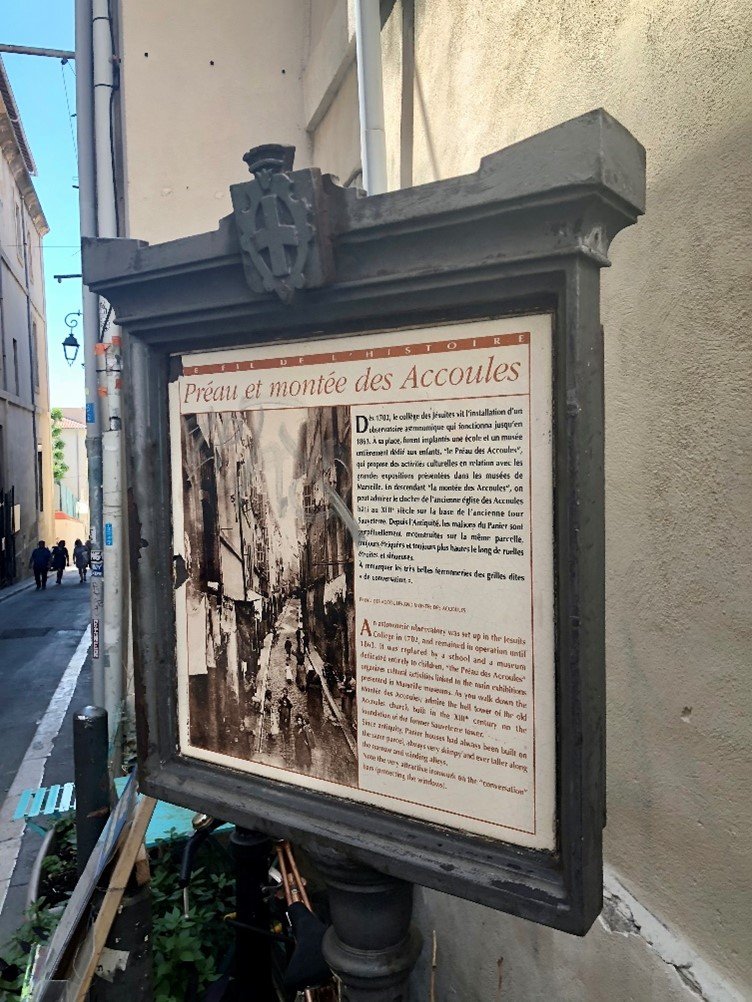 E FIL DE L'HISTOIRE
Préau et montée des Accoules
Dès 1702, le collège des Jésuites vit l'installation d'un
observatoire astronomique qui fonctionna jusqu'en
1863. A sa place, furent implantés une école et un musée
entièrement dédié aux enfants, "le Préau des Accoules",
qui propose des activités culturelles en relation avec les
grandes expositions présentées dans les musées de
Marseille. En descendant "la montée des Accoules", on
peut admirer le clocher de l'ancienne église des Accoules
bâti au XIIIe siècle sur la base de l'ancienne tour
Sauveterre. Depuis l'Antiquité, les maisons du Panier sont
perpétuellement reconstruites sur la même parcelle,
toujours étriquées et toujours plus hautes le long de ruelles
étroites et sinueuses.
A remarquer les très belles ferronneries des grilles dites
« de conversation ».
DES ACCOULES AND MONTÉE DES ACCOULES
An astronomic observatory was set up in the Jesuits
College in 1702, and remained in operation until
1863. It was replaced by a school and a museum
dedicated entirely to children, "the Préau des Accoules"
organizes cultural activities linked to the main exhibitions
presented in Marseille museums. As you walk down the
montée des Accoules, admire the bell tower of the old
Accoules church built in the XIIIth century on the
foundation of the former Sauveterre tower.
Since antiquity, Panier houses had always been built on
the same parcel, always very skimpy and ever taller along
the narrow and winding alleys.
Note the very attractive ironwork on the "conversation"
bars (protecting the windows).